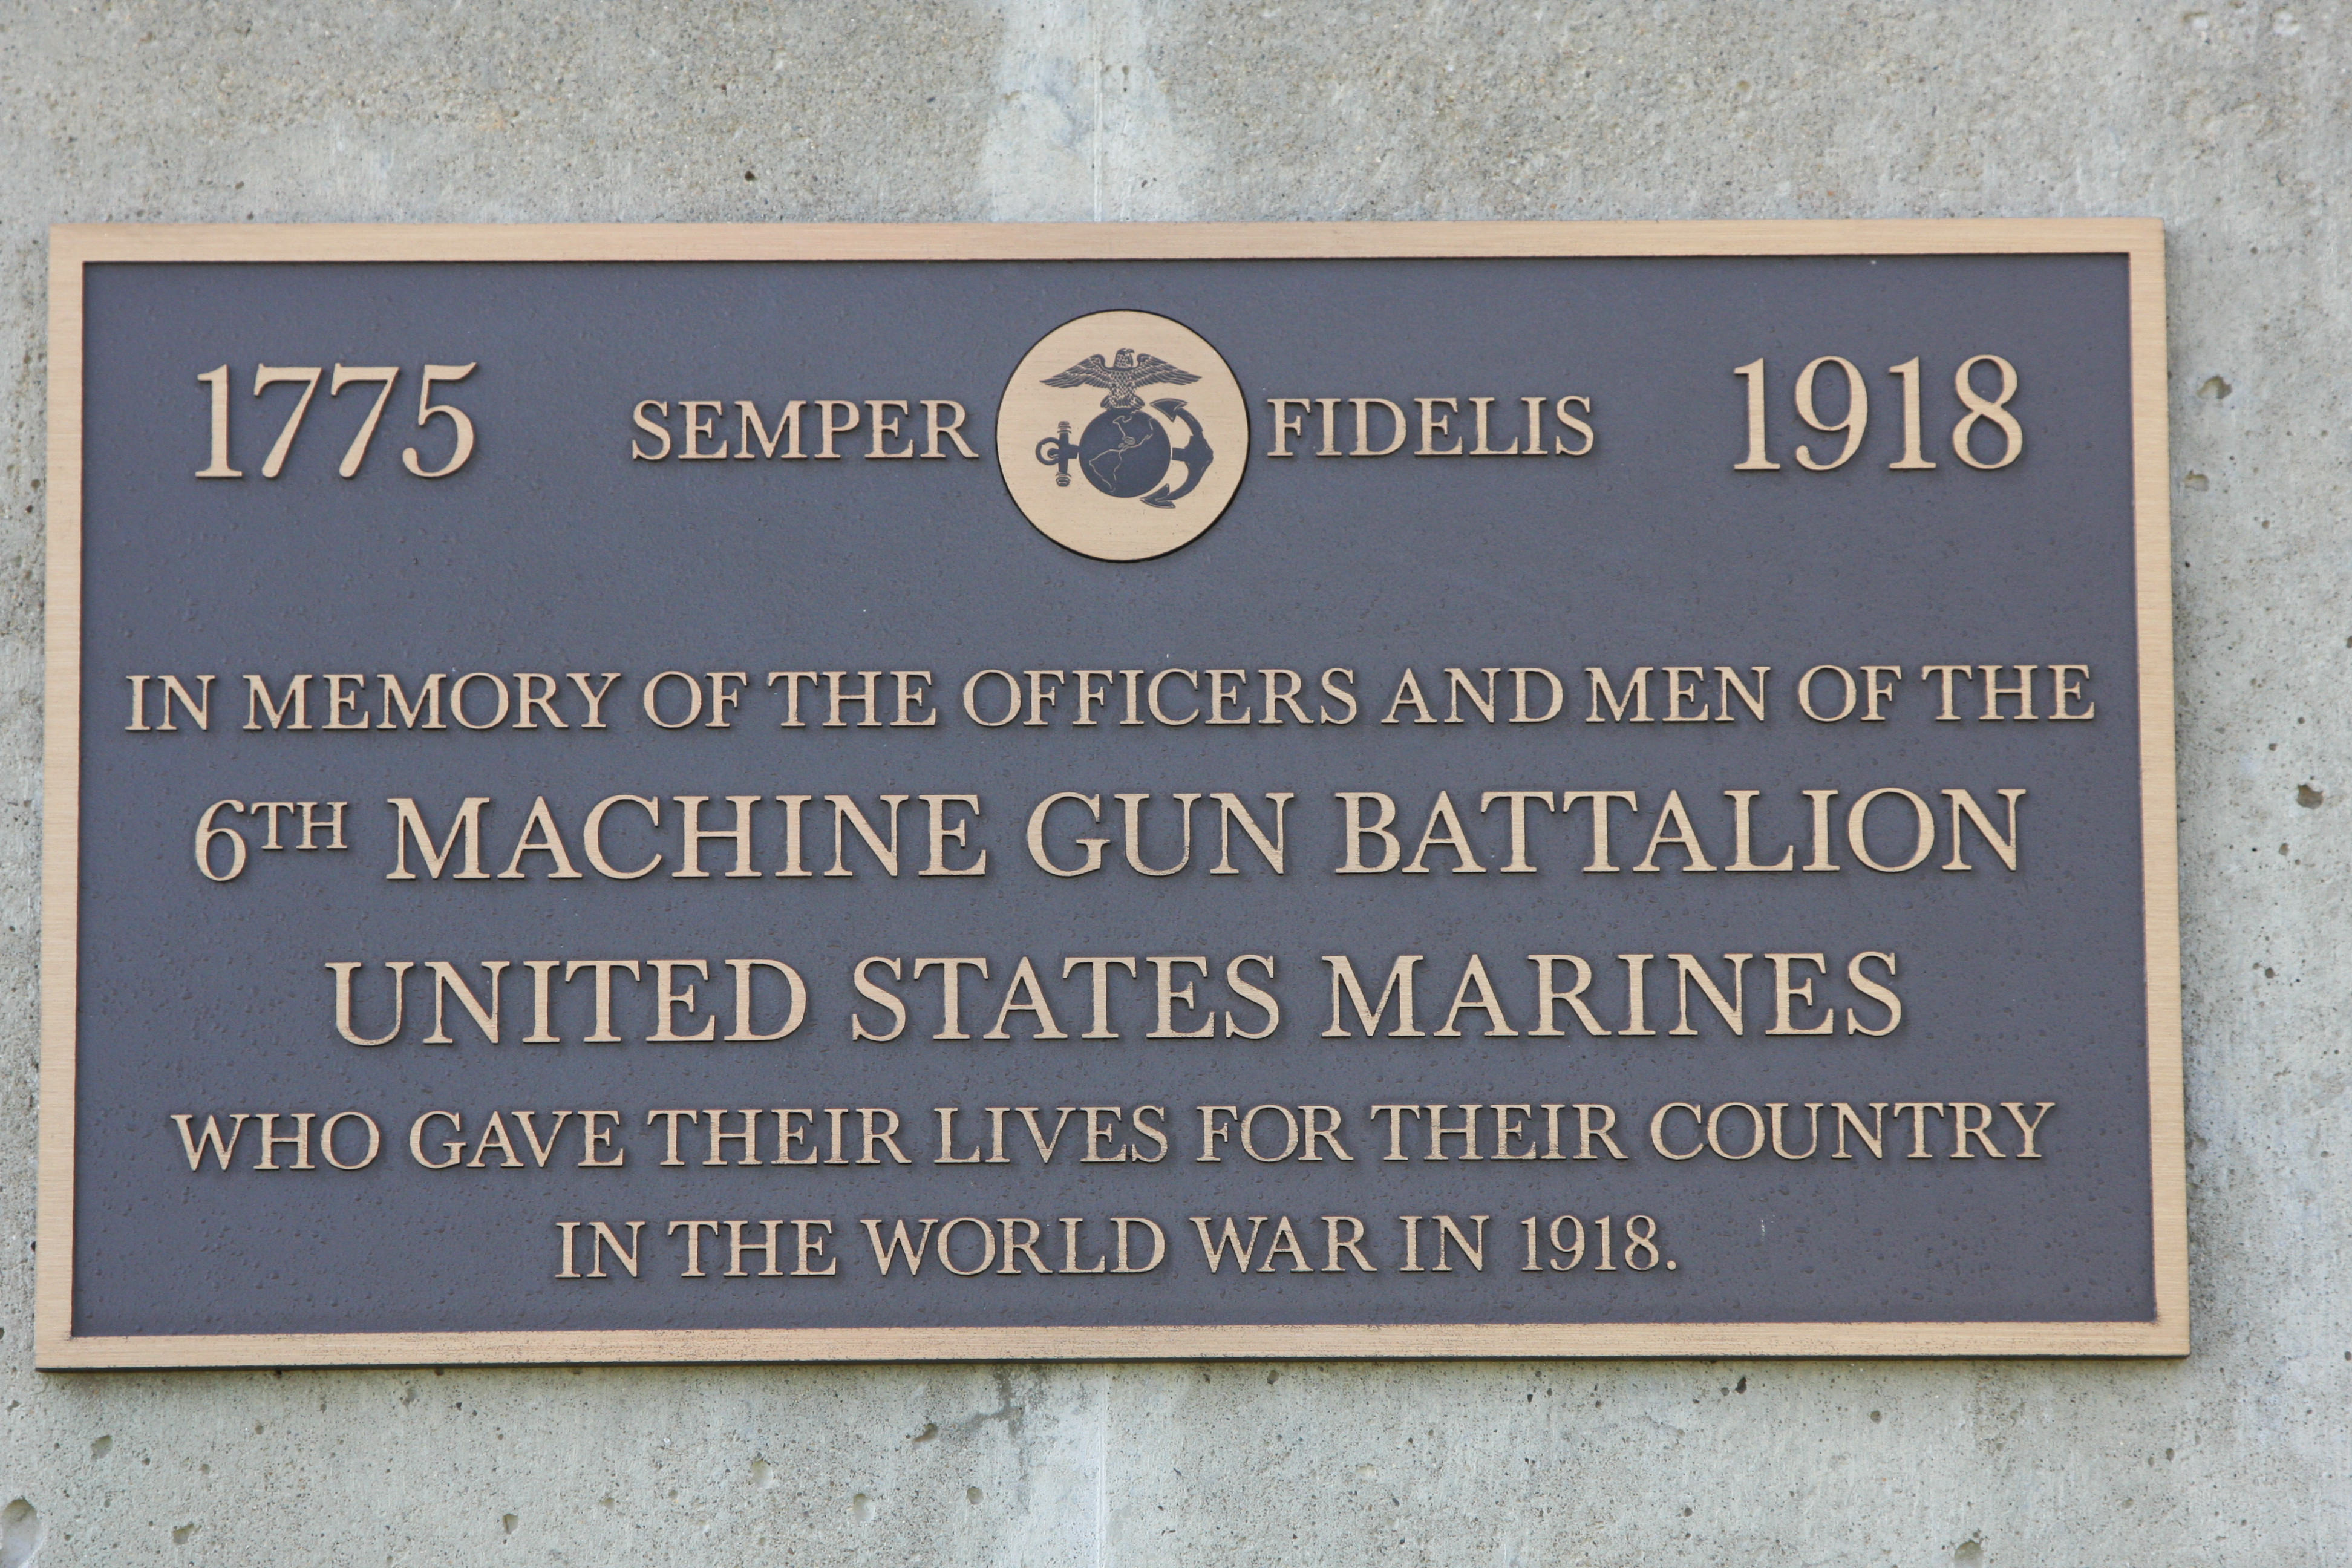 1775 SEMPER FIDELIS 1918
IN MEMORY OF THE OFFICERS AND MEN OF THE
6TH MACHINE GUN BATTALION
UNITED STATES MARINES
WHO GAVE THEIR LIVES FOR THEIR COUNTRY
IN THE WORLD WAR IN 1918.